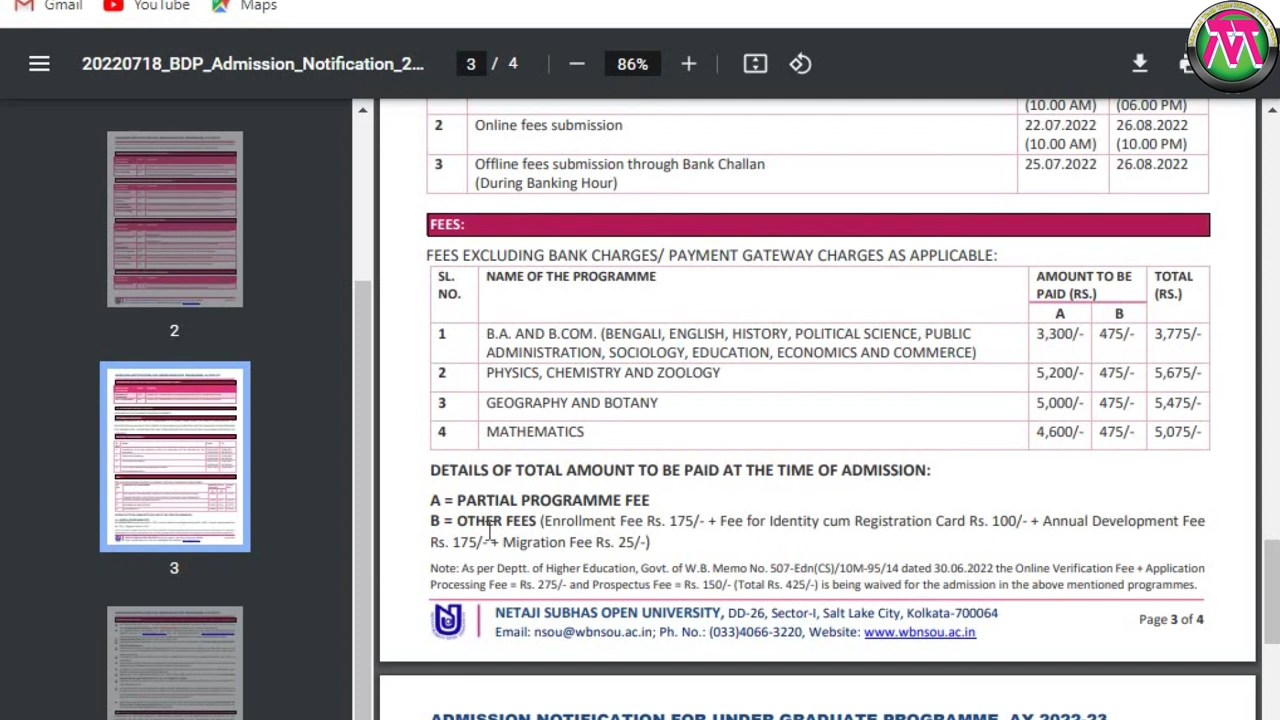 Gmail YouTube Maps
20220718_BDP_Admission_Notification_2... 3 / 4 86%
2
3
(10.00 AM) (06.00 PM)
2 Online fees submission 22.07.2022 26.08.2022
(10.00 AM) (10.00 PM)
3 Offline fees submission through Bank Challan 25.07.2022 26.08.2022
(During Banking Hour)
FEES:
FEES EXCLUDING BANK CHARGES/ PAYMENT GATEWAY CHARGES AS APPLICABLE:
SL. NAME OF THE PROGRAMME AMOUNT TO BE TOTAL
NO. PAID (RS.) (RS.)
A B
1 B.A. AND B.COM. (BENGALI, ENGLISH, HISTORY, POLITICAL SCIENCE, PUBLIC 3,300/- 475/- 3,775/-
ADMINISTRATION, SOCIOLOGY, EDUCATION, ECONOMICS AND COMMERCE)
2 PHYSICS, CHEMISTRY AND ZOOLOGY 5,200/- 475/- 5,675/-
3 GEOGRAPHY AND BOTANY 5,000/- 475/- 5,475/-
4 MATHEMATICS 4,600/- 475/- 5,075/-
DETAILS OF TOTAL AMOUNT TO BE PAID AT THE TIME OF ADMISSION:
A = PARTIAL PROGRAMME FEE
B = OTHER FEES (Enrollment Fee Rs. 175/- + Fee for Identity cum Registration Card Rs. 100/- + Annual Development Fee
Rs. 175/- + Migration Fee Rs. 25/-)
Note: As per Deptt. of Higher Education, Govt. of W.B. Memo No. 507-Edn(CS)/10M-95/14 dated 30.06.2022 the Online Verification Fee + Application
Processing Fee = Rs. 275/- and Prospectus Fee = Rs. 150/- (Total Rs. 425/-) is being waived for the admission in the above mentioned programmes.
NETAJI SUBHAS OPEN UNIVERSITY, DD-26, Sector-I, Salt Lake City, Kolkata-700064
Email: nsou@wbnsou.ac.in; Ph. No.: (033)4066-3220, Website: www.wbnsou.ac.in
Page 3 of 4
ADMISSION NOTIFICATION FOR UNDER GRADUATE PROGRAMME, AY 2022-23